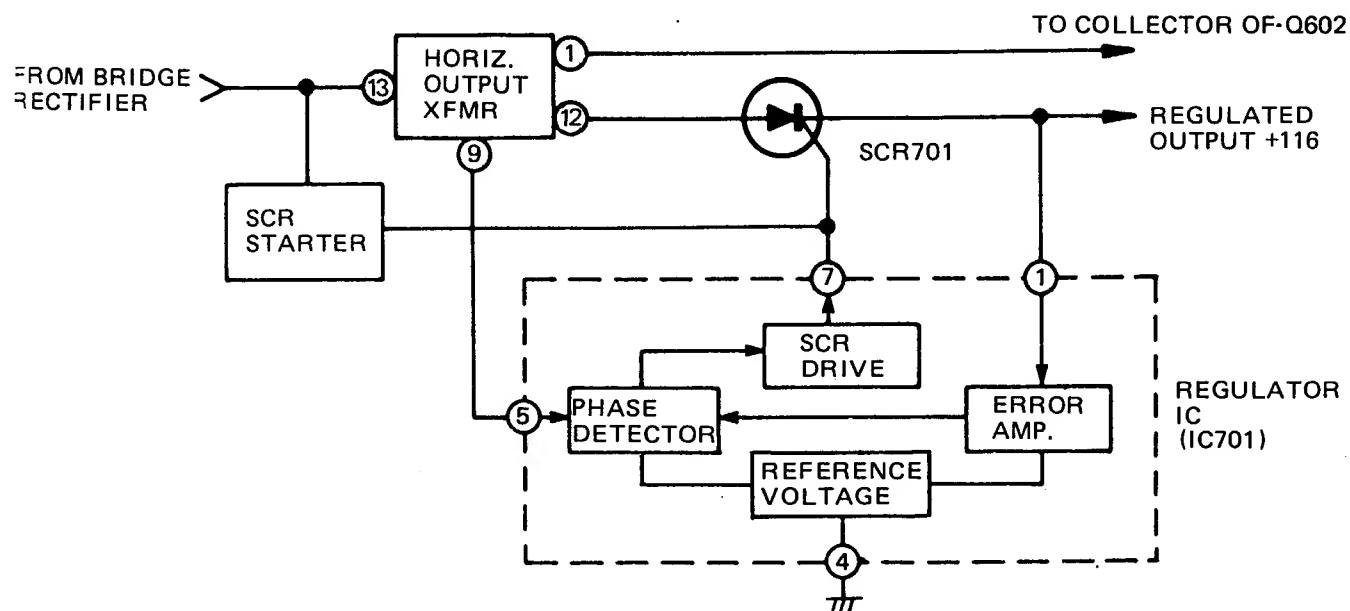 TO COLLECTOR OF-Q602
FROM BRIDGE
RECTIFIER
13
HORIZ.
OUTPUT
XFMR
1
12
9
SCR701
REGULATED
OUTPUT +116
SCR
STARTER
7
1
SCR
DRIVE
5
PHASE
DETECTOR
ERROR
AMP.
REFERENCE
VOLTAGE
4
REGULATOR
IC
(IC701)